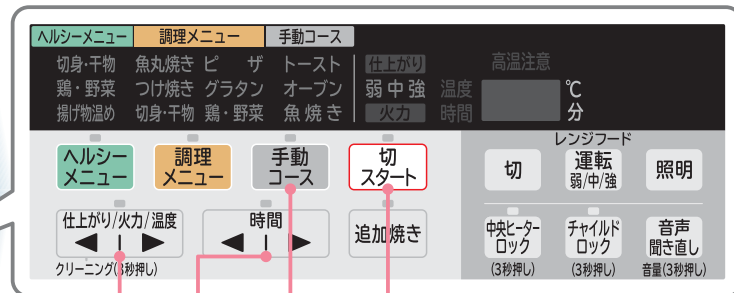 ヘルシーメニュー 調理メニュー 手動コース
切身・干物 魚丸焼き ピザ トースト 仕上がり 高温注意
鶏・野菜 つけ焼き グラタン オーブン 弱 中 強 温度 ℃
揚げ物温め 切身・干物 鶏・野菜 魚焼き 火力 時間 分
レンジフード
ヘルシー
メニュー
調理
メニュー
手動
コース
切
スタート
切
運転
弱/中/強
照明
仕上がり/火力/温度
時間
追加焼き
中央ヒーター
ロック
チャイルド
ロック
音声
聞き直し
クリーニング(3秒押し)
(3秒押し)
(3秒押し)
音量(3秒押し)